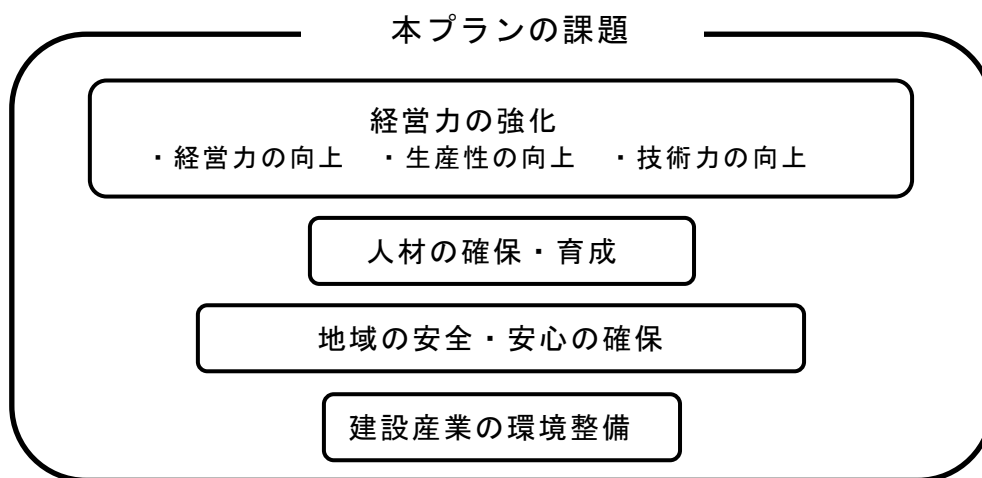 本プランの課題
経営力の強化
・経営力の向上　・生産性の向上　・技術力の向上
人材の確保・育成
地域の安全・安心の確保
建設産業の環境整備